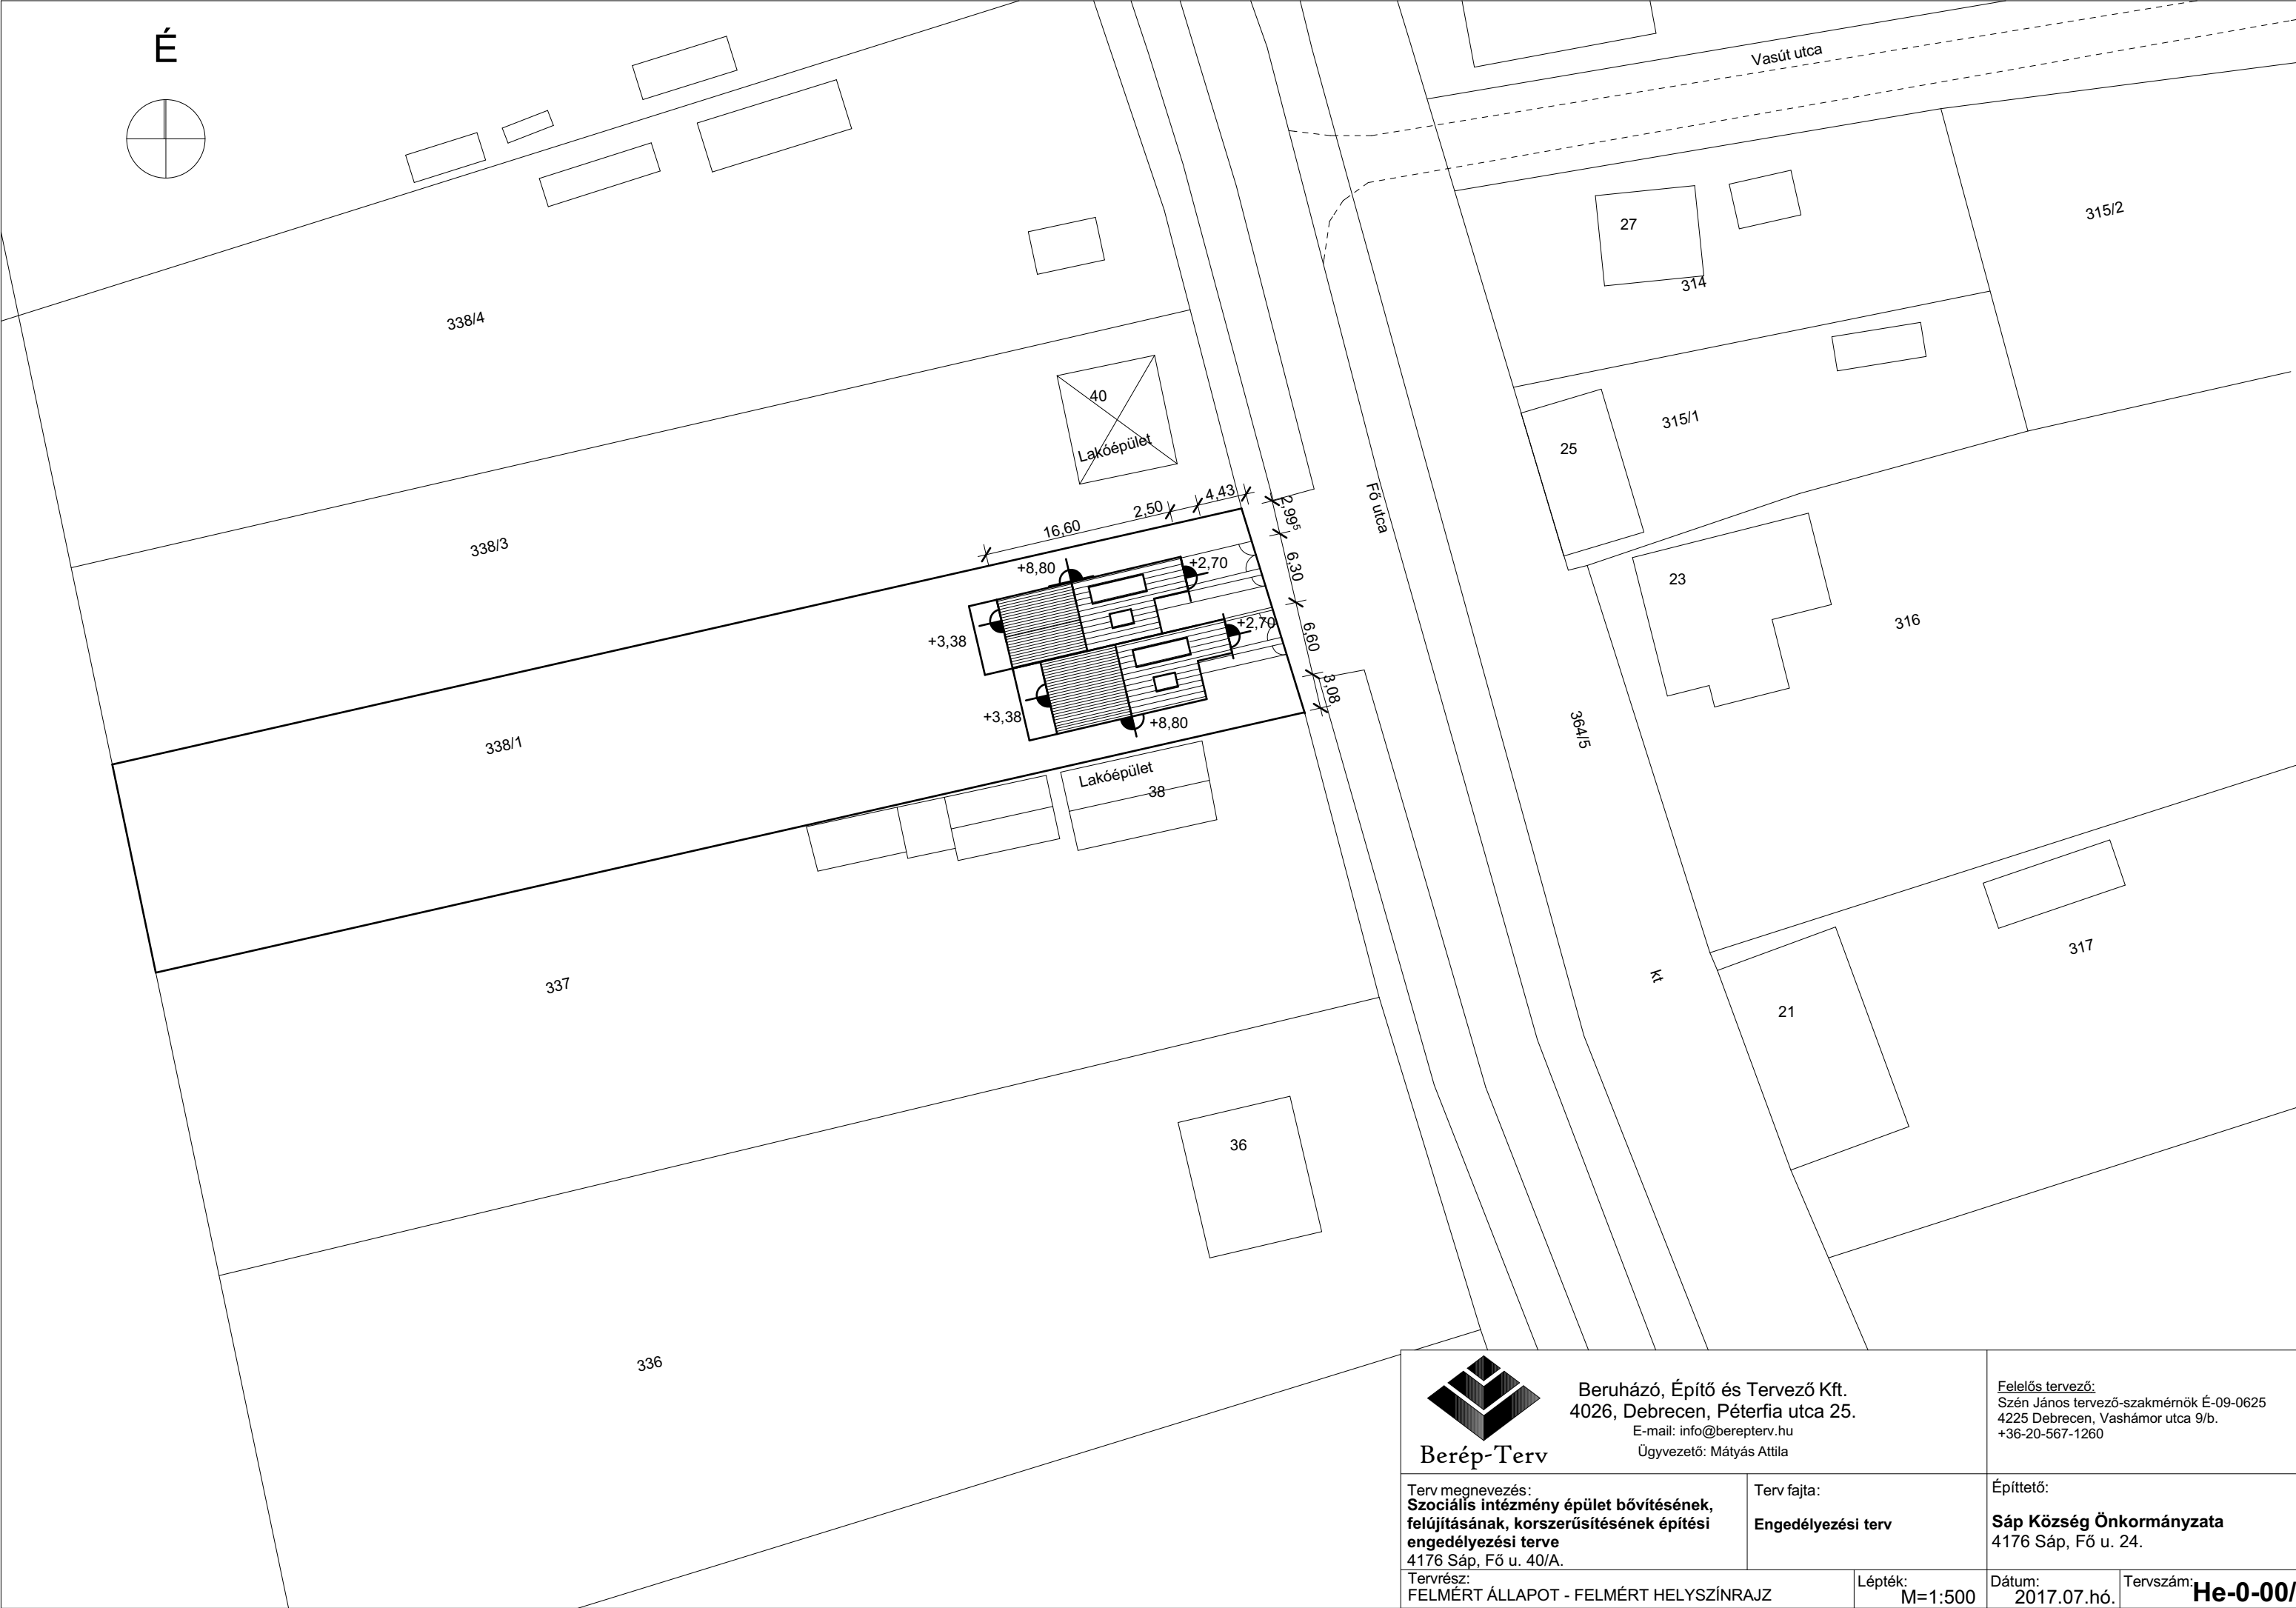 É
Vasút utca
27
314
315/2
338/4
40
Lakóépület
315/1
25
Fő utca
338/3
16,60
2,50
4,43
2,99⁵
6,30
6,60
3,08
+8,80
+2,70
+3,38
+2,70
+3,38
+8,80
23
316
338/1
364/5
Lakóépület
38
337
kt
317
21
36
336
Berép-Terv
Beruházó, Építő és Tervező Kft.
4026, Debrecen, Péterfia utca 25.
E-mail: info@berepterv.hu
Ügyvezető: Mátyás Attila
Felelős tervező:
Szén János tervező-szakmérnök É-09-0625
4225 Debrecen, Vashámor utca 9/b.
+36-20-567-1260
Terv megnevezés:
Szociális intézmény épület bővítésének,
felújításának, korszerűsítésének építési
engedélyezési terve
4176 Sáp, Fő u. 40/A.
Terv fajta:
Engedélyezési terv
Építtető:
Sáp Község Önkormányzata
4176 Sáp, Fő u. 24.
Tervrész:
FELMÉRT ÁLLAPOT - FELMÉRT HELYSZÍNRAJZ
Lépték:
M=1:500
Dátum:
2017.07.hó.
Tervszám:
He-0-00/